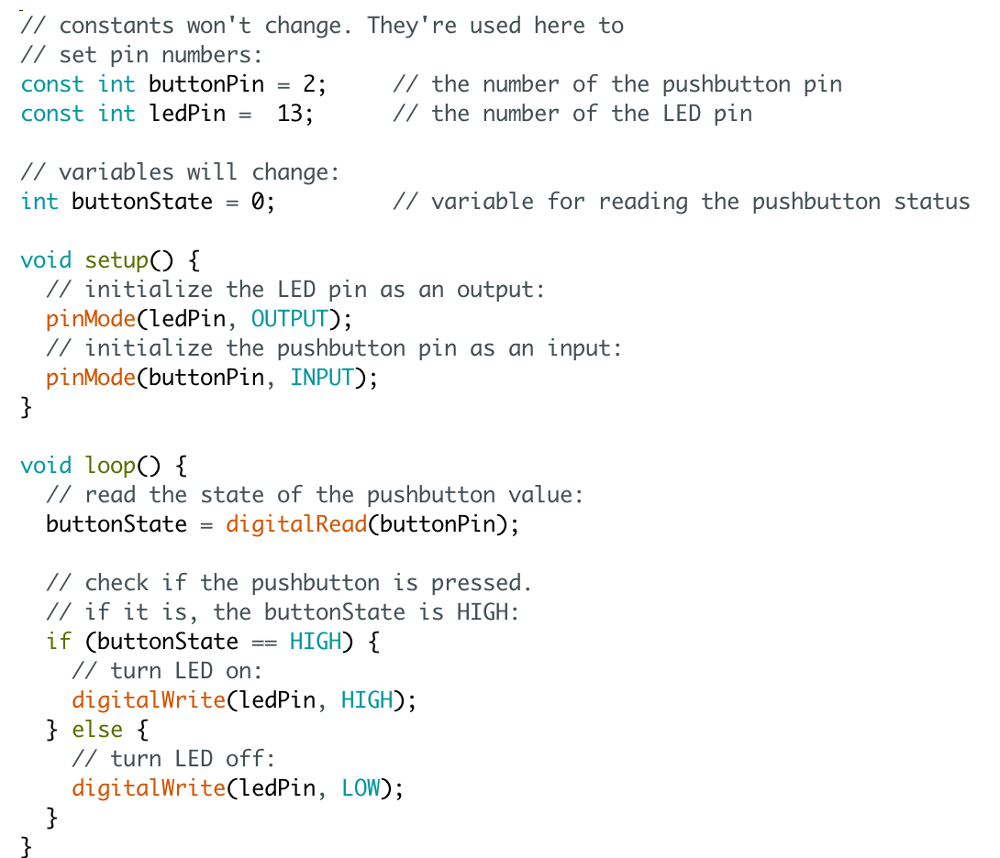 // constants won't change. They're used here to
// set pin numbers:
const int buttonPin = 2;     // the number of the pushbutton pin
const int ledPin =  13;      // the number of the LED pin

// variables will change:
int buttonState = 0;         // variable for reading the pushbutton status

void setup() {
  // initialize the LED pin as an output:
  pinMode(ledPin, OUTPUT);
  // initialize the pushbutton pin as an input:
  pinMode(buttonPin, INPUT);
}

void loop() {
  // read the state of the pushbutton value:
  buttonState = digitalRead(buttonPin);

  // check if the pushbutton is pressed.
  // if it is, the buttonState is HIGH:
  if (buttonState == HIGH) {
    // turn LED on:
    digitalWrite(ledPin, HIGH);
  } else {
    // turn LED off:
    digitalWrite(ledPin, LOW);
  }
}